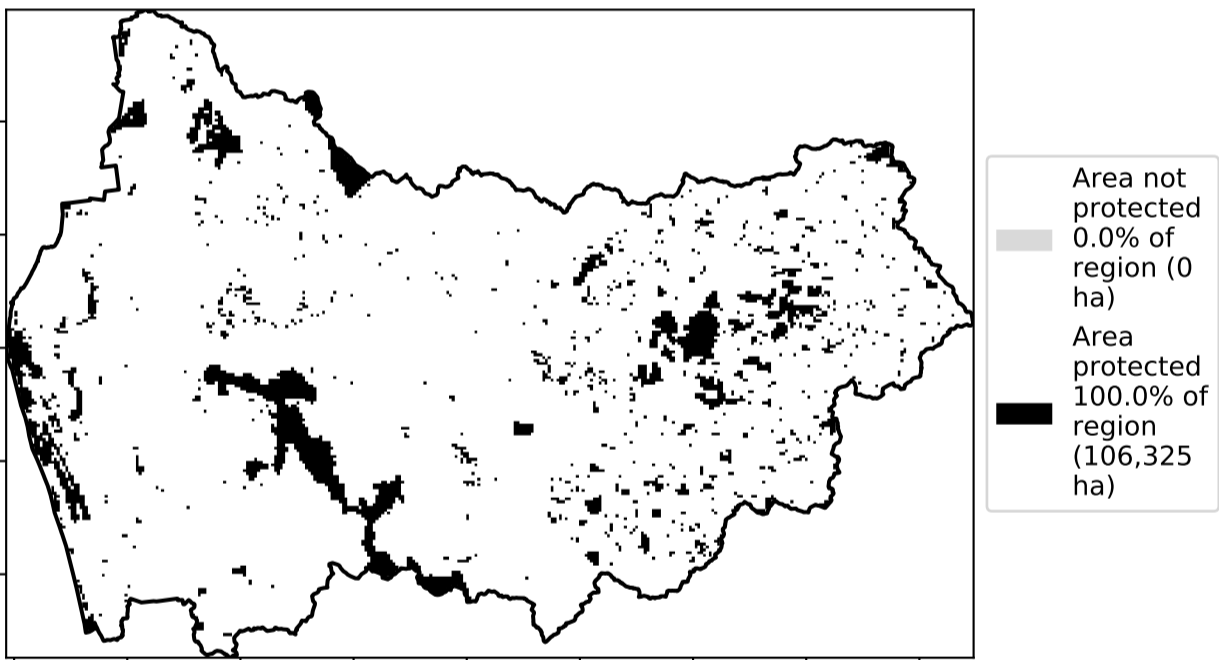 Area not
protected
0.0% of
region (0
ha)
Area
protected
100.0% of
region
(106,325
ha)